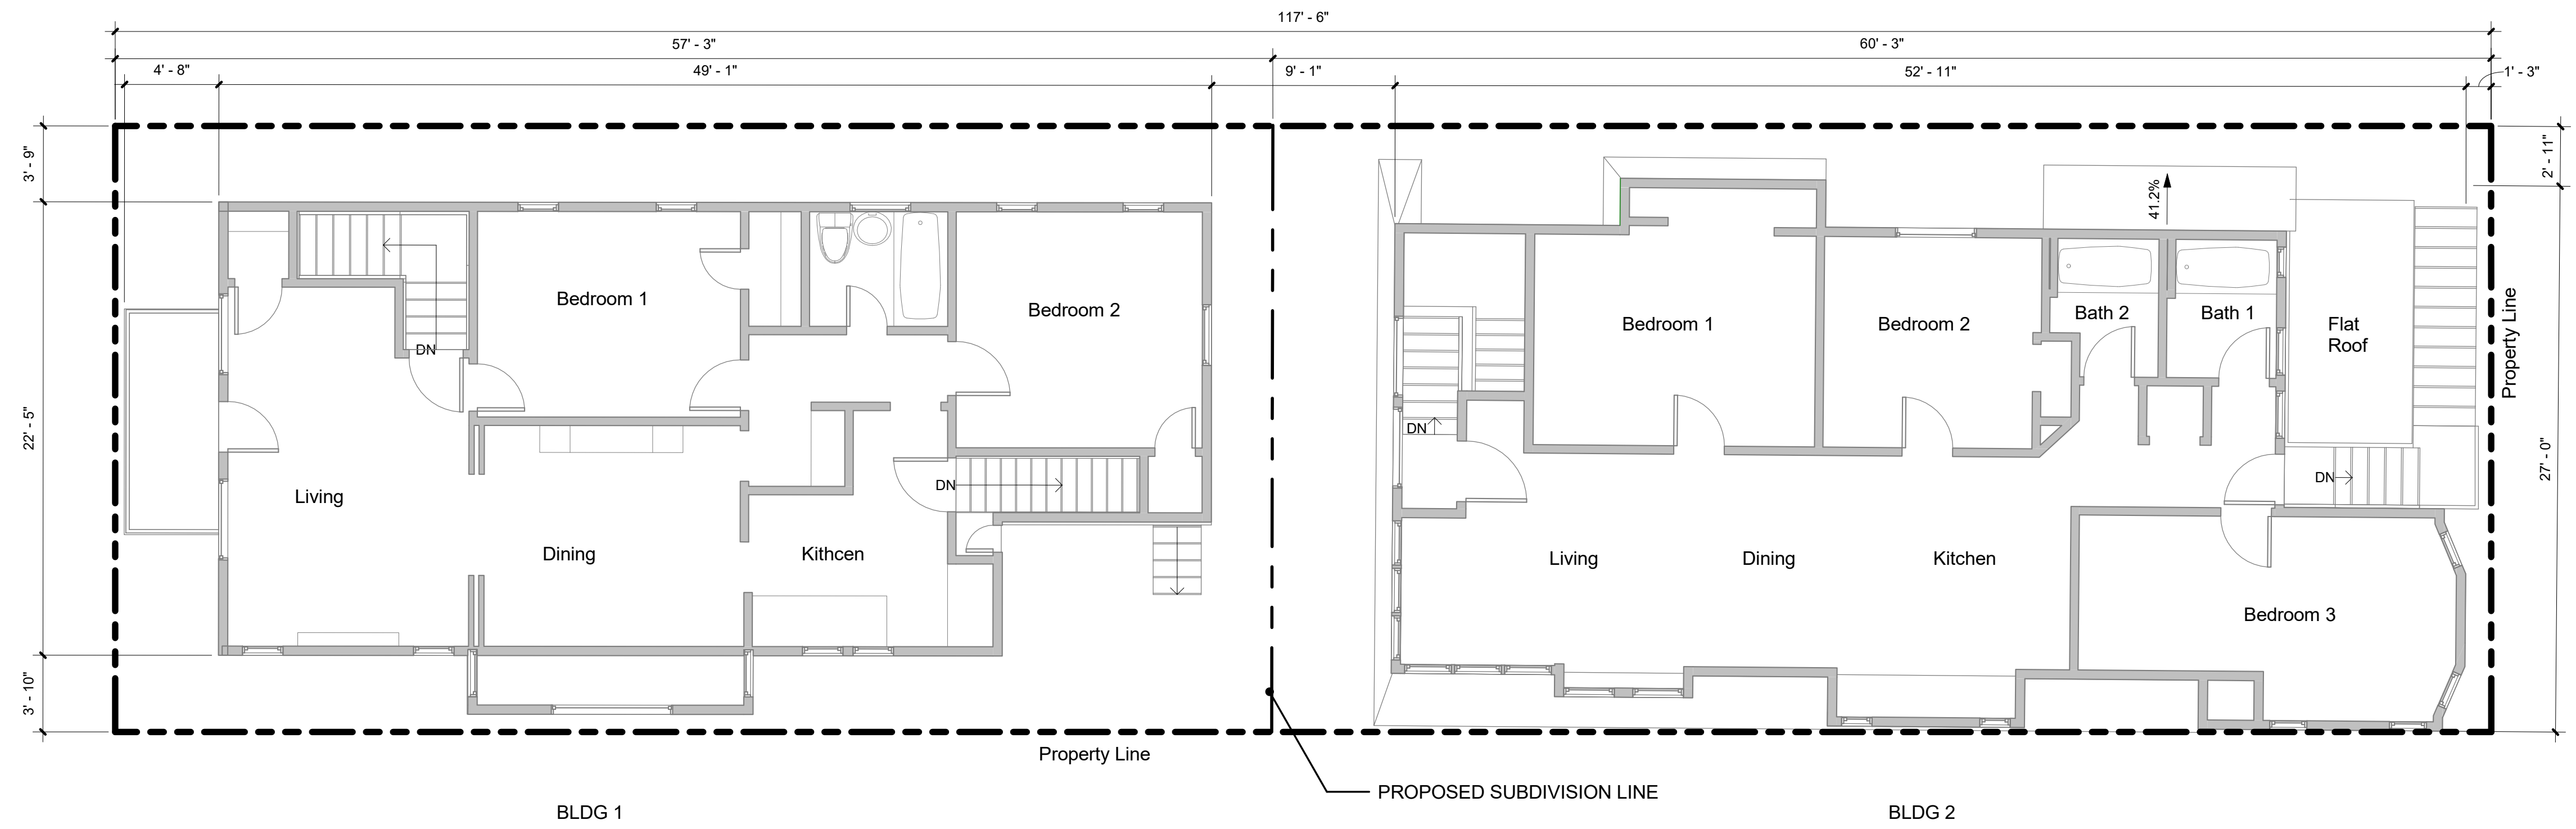 117' - 6"
57' - 3"
60' - 3"
4' - 8"
49' - 1"
9' - 1"
52' - 11"
1' - 3"
3' - 9"
2' - 11"
41.2%
Bedroom 1
Bedroom 2
Bedroom 1
Bedroom 2
Bath 2
Bath 1
Flat
Roof
Property Line
DN
22' - 5"
DN
27' - 0"
Living
DN
DN
Dining
Kithcen
Living
Dining
Kitchen
Bedroom 3
3' - 10"
Property Line
PROPOSED SUBDIVISION LINE
BLDG 1
BLDG 2